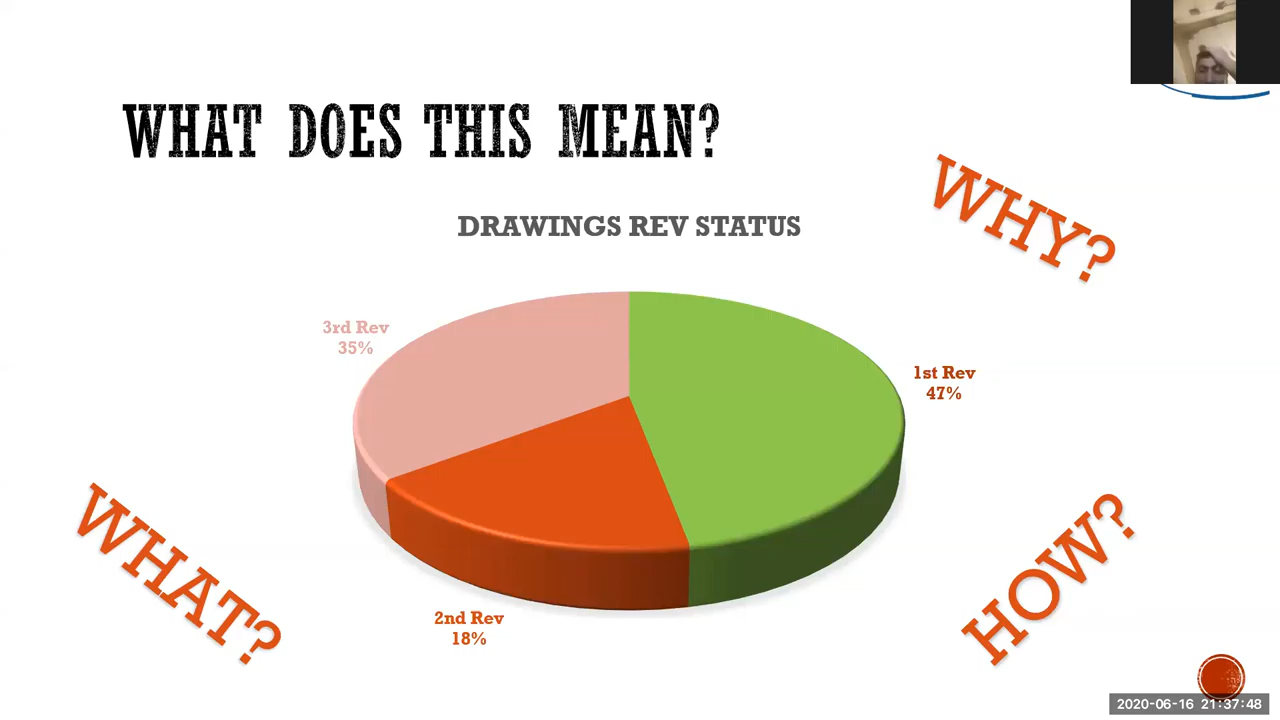 WHAT DOES THIS MEAN?
WHY?
DRAWINGS REV STATUS
3rd Rev
35%
1st Rev
47%
WHAT?
HOW?
2nd Rev
18%
2020-06-16 21:37:48